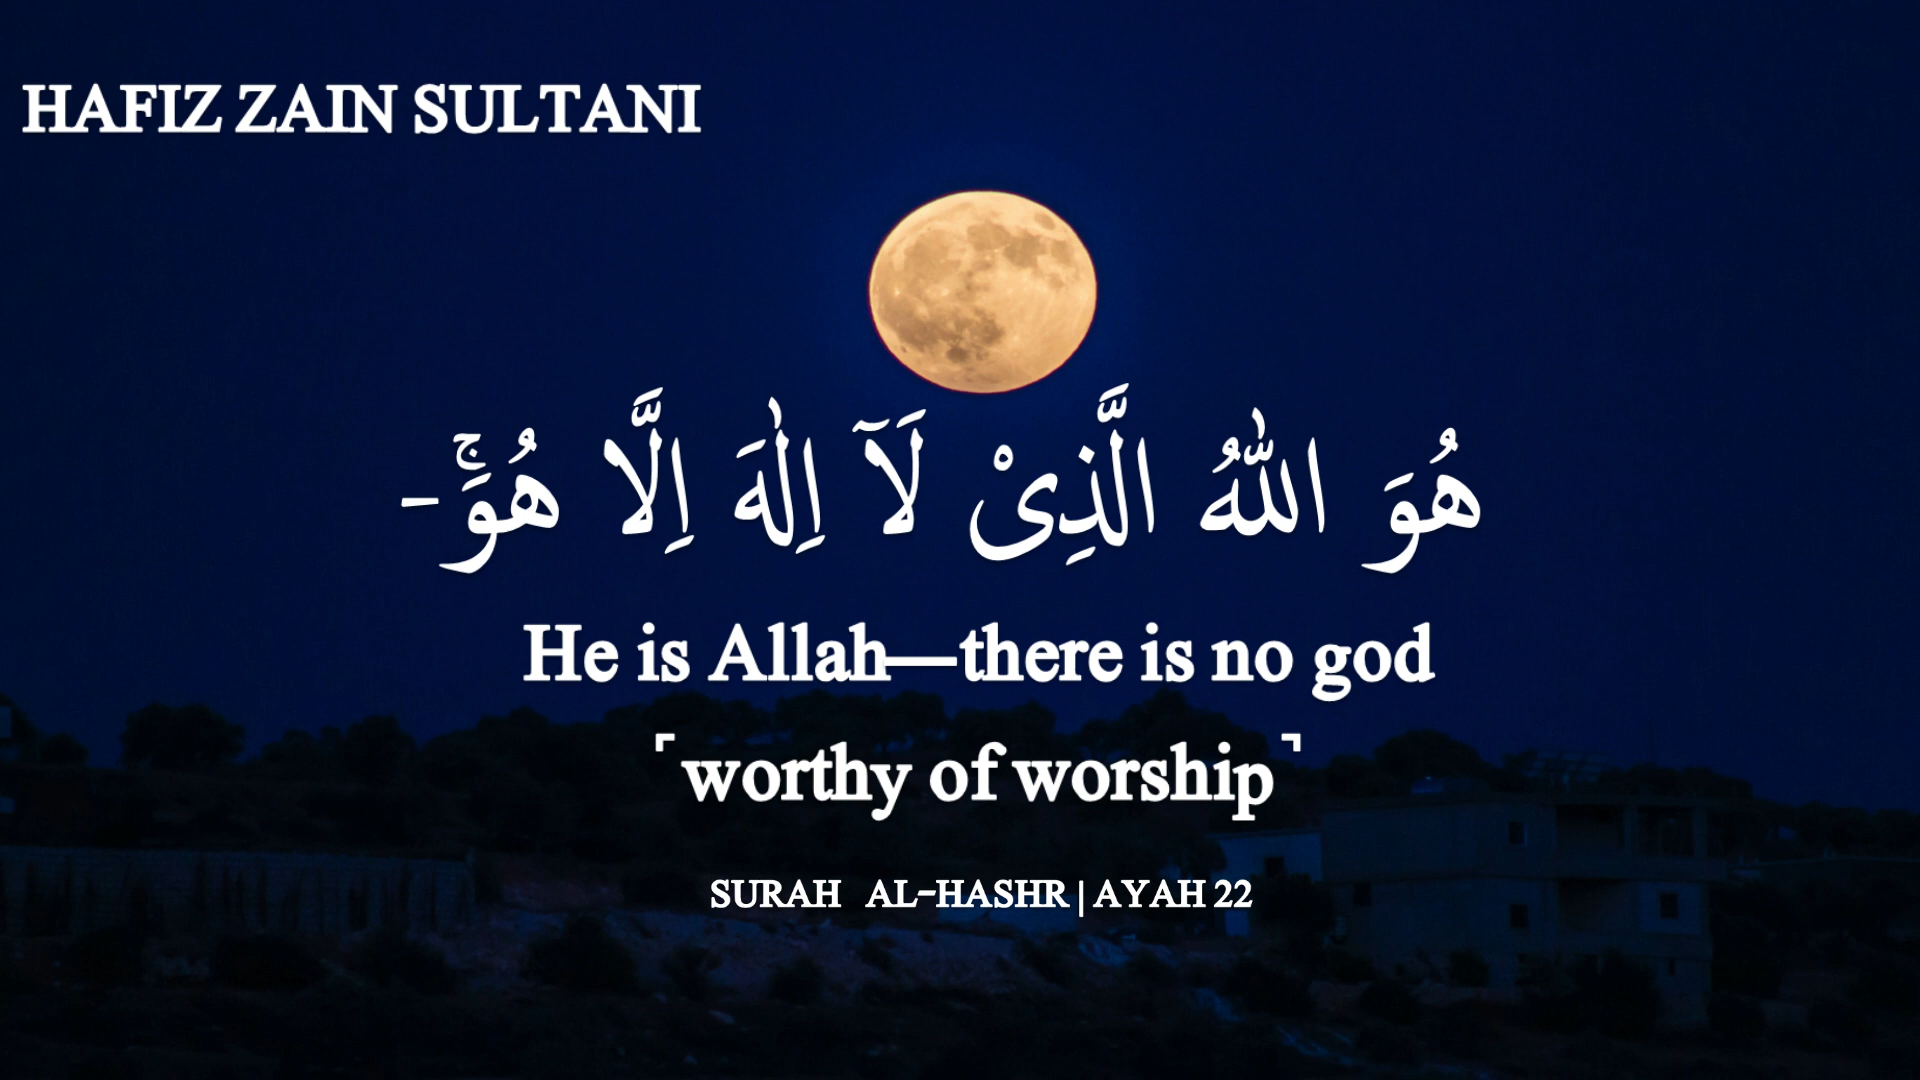 HAFIZ ZAIN SULTANI
هُوَ اللّٰهُ الَّذِیْ لَاۤ اِلٰهَ اِلَّا هُوَۚ-
He is Allah—there is no god
⌜worthy of worship⌝
SURAH AL-HASHR | AYAH 22